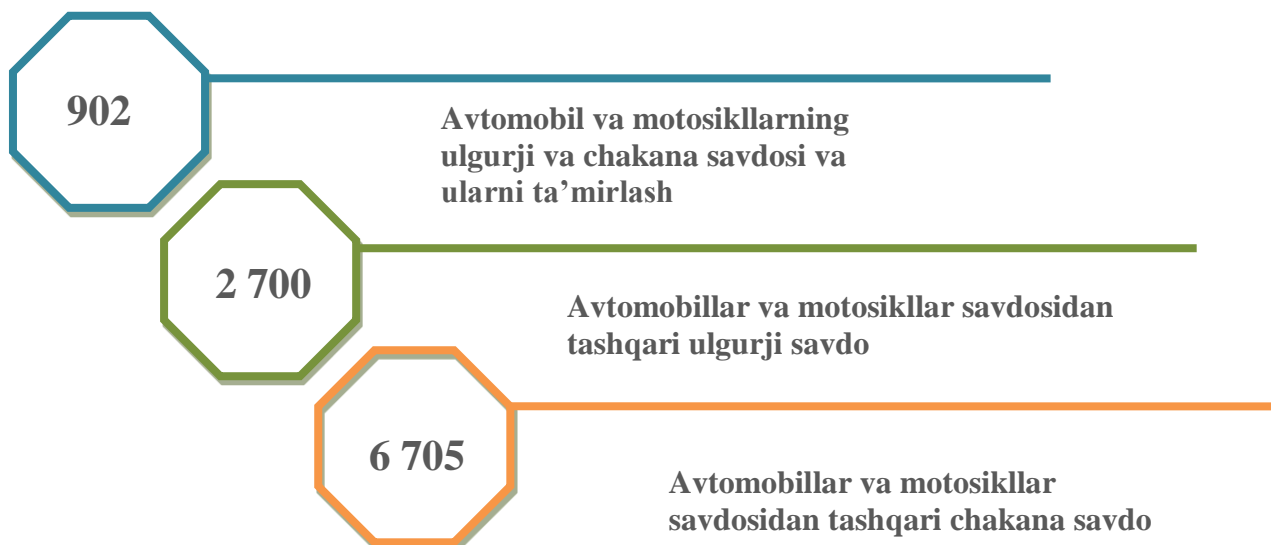 902
Avtomobil va motosikllarning
ulgurji va chakana savdosi va
ularni ta’mirlash
2 700
Avtomobillar va motosikllar savdosidan
tashqari ulgurji savdo
6 705
Avtomobillar va motosikllar
savdosidan tashqari chakana savdo